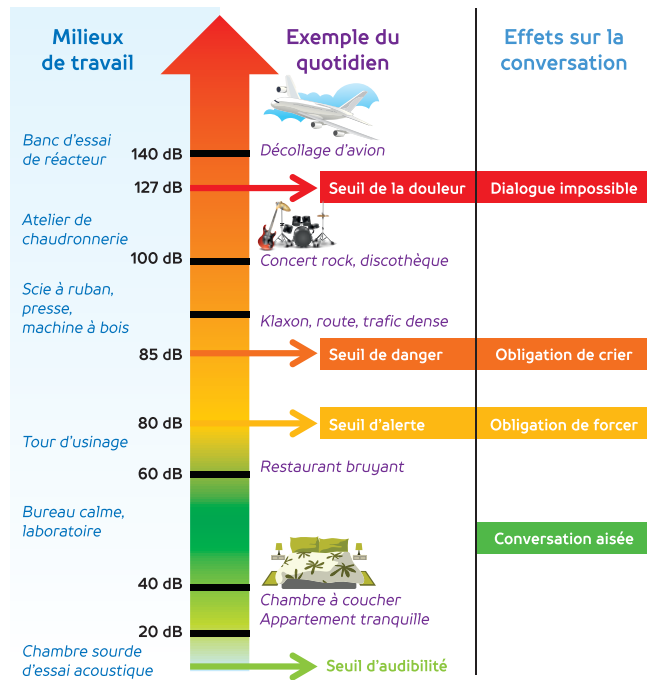 Milieux
de travail
Exemple du
quotidien
Effets sur la
conversation
Banc d'essai
de réacteur
140 dB
Décollage d'avion
127 dB
Seuil de la douleur
Dialogue impossible
Atelier de
chaudronnerie
100 dB
Concert rock, discothèque
Scie à ruban,
presse,
machine à bois
Klaxon, route, trafic dense
85 dB
Seuil de danger
Obligation de crier
80 dB
Seuil d'alerte
Obligation de forcer
Tour d'usinage
60 dB
Restaurant bruyant
Bureau calme,
laboratoire
Conversation aisée
40 dB
Chambre à coucher
Appartement tranquille
20 dB
Chambre sourde
d'essai acoustique
Seuil d'audibilité